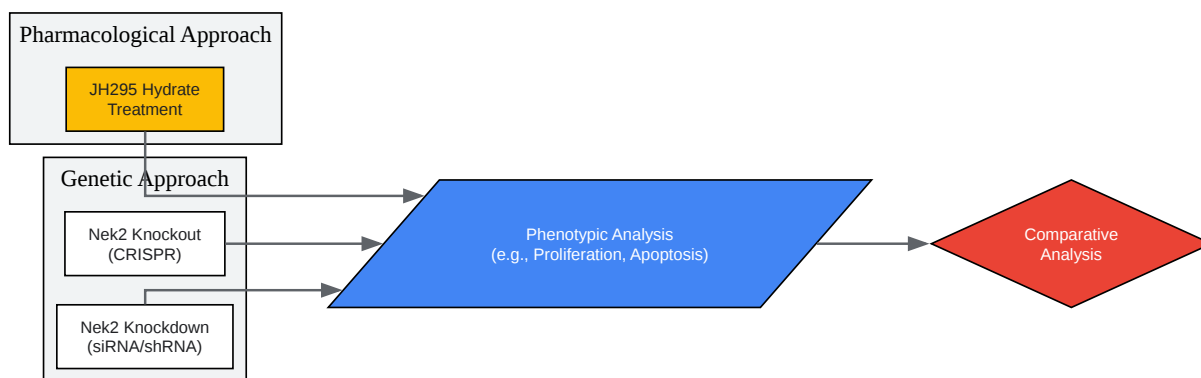 Pharmacological Approach
JH295 Hydrate
Treatment
Genetic Approach
Nek2 Knockout
(CRISPR)
Nek2 Knockdown
(siRNA/shRNA)
Phenotypic Analysis
(e.g., Proliferation, Apoptosis)
Comparative
Analysis